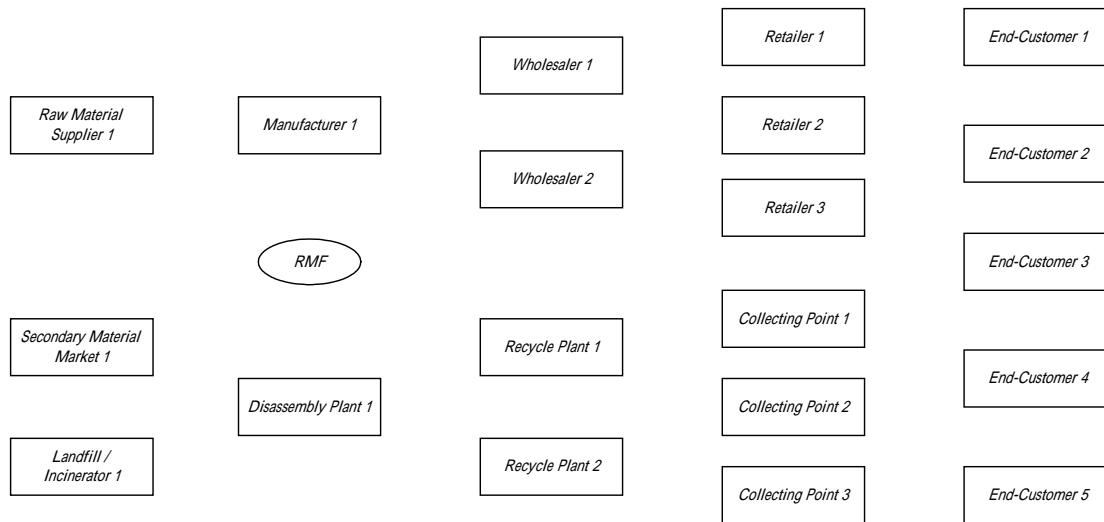 Raw Material
Supplier 1
Secondary Material
Market 1
Landfill /
Incinerator 1
Manufacturer 1
RMF
Disassembly Plant 1
Wholesaler 1
Wholesaler 2
Recycle Plant 1
Recycle Plant 2
Retailer 1
Retailer 2
Retailer 3
Collecting Point 1
Collecting Point 2
Collecting Point 3
End-Customer 1
End-Customer 2
End-Customer 3
End-Customer 4
End-Customer 5